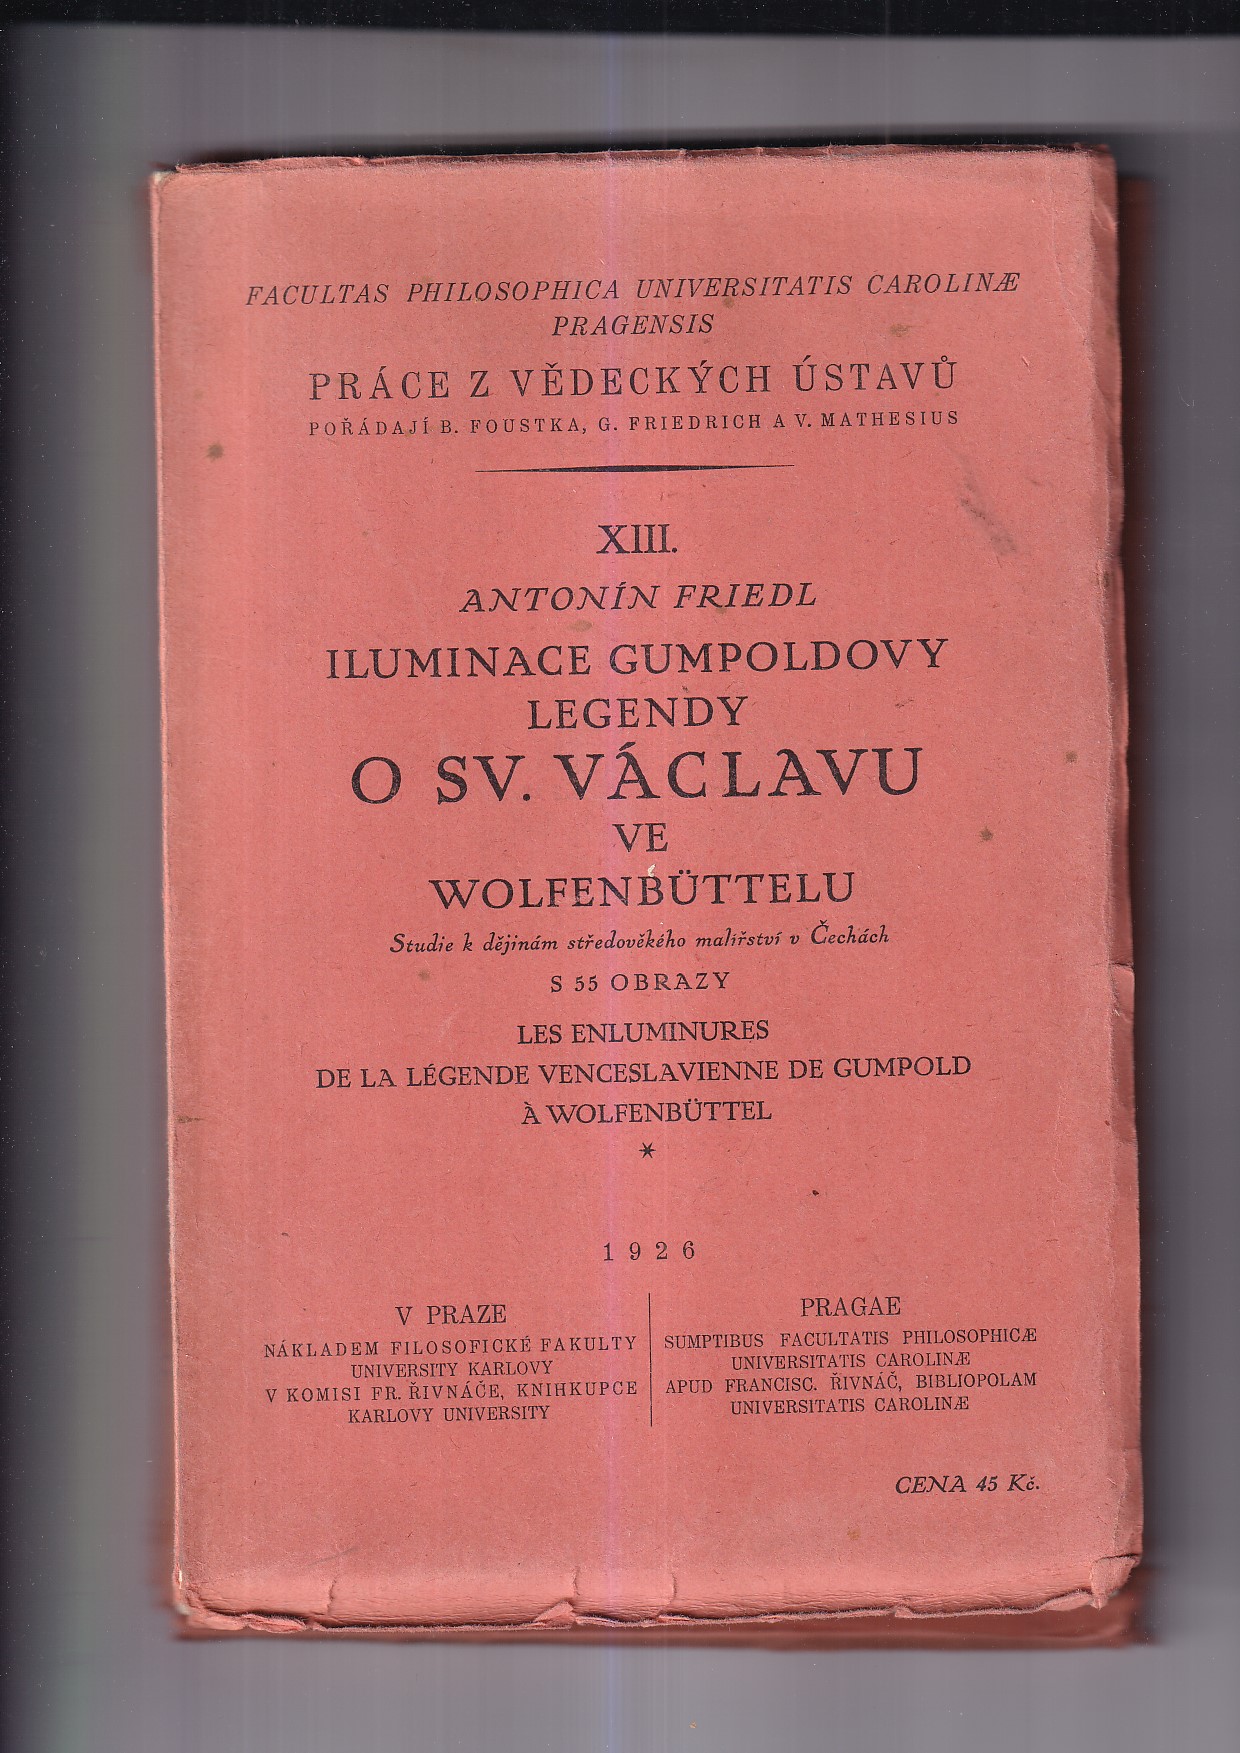 FACULTAS PHILOSOPHICA UNIVERSITATIS CAROLINÆ
PRAGENSIS
PRÁCE Z VĚDECKÝCH ÚSTAVŮ
POŘÁDAJÍ B. FOUSTKA, G. FRIEDRICH A V. MATHESIUS
XIII.
ANTONÍN FRIEDL
ILUMINACE GUMPOLDOVY
LEGENDY
O SV. VÁCLAVU
VE
WOLFENBÜTTELU
Studie k dějinám středověkého malířství v Čechách
S 55 OBRAZY
LES ENLUMINURES
DE LA LÉGENDE VENCESLAVIENNE DE GUMPOLD
À WOLFENBÜTTEL
*
1926
V PRAZE
NÁKLADEM FILOSOFICKÉ FAKULTY
UNIVERSITY KARLOVY
V KOMISI FR. ŘIVNÁČE, KNIHKUPCE
KARLOVY UNIVERSITY
PRAGAE
SUMPTIBUS FACULTATIS PHILOSOPHICÆ
UNIVERSITATIS CAROLINÆ
APUD FRANCISC. ŘIVNÁČ, BIBLIOPOLAM
UNIVERSITATIS CAROLINÆ
CENA 45 Kč.